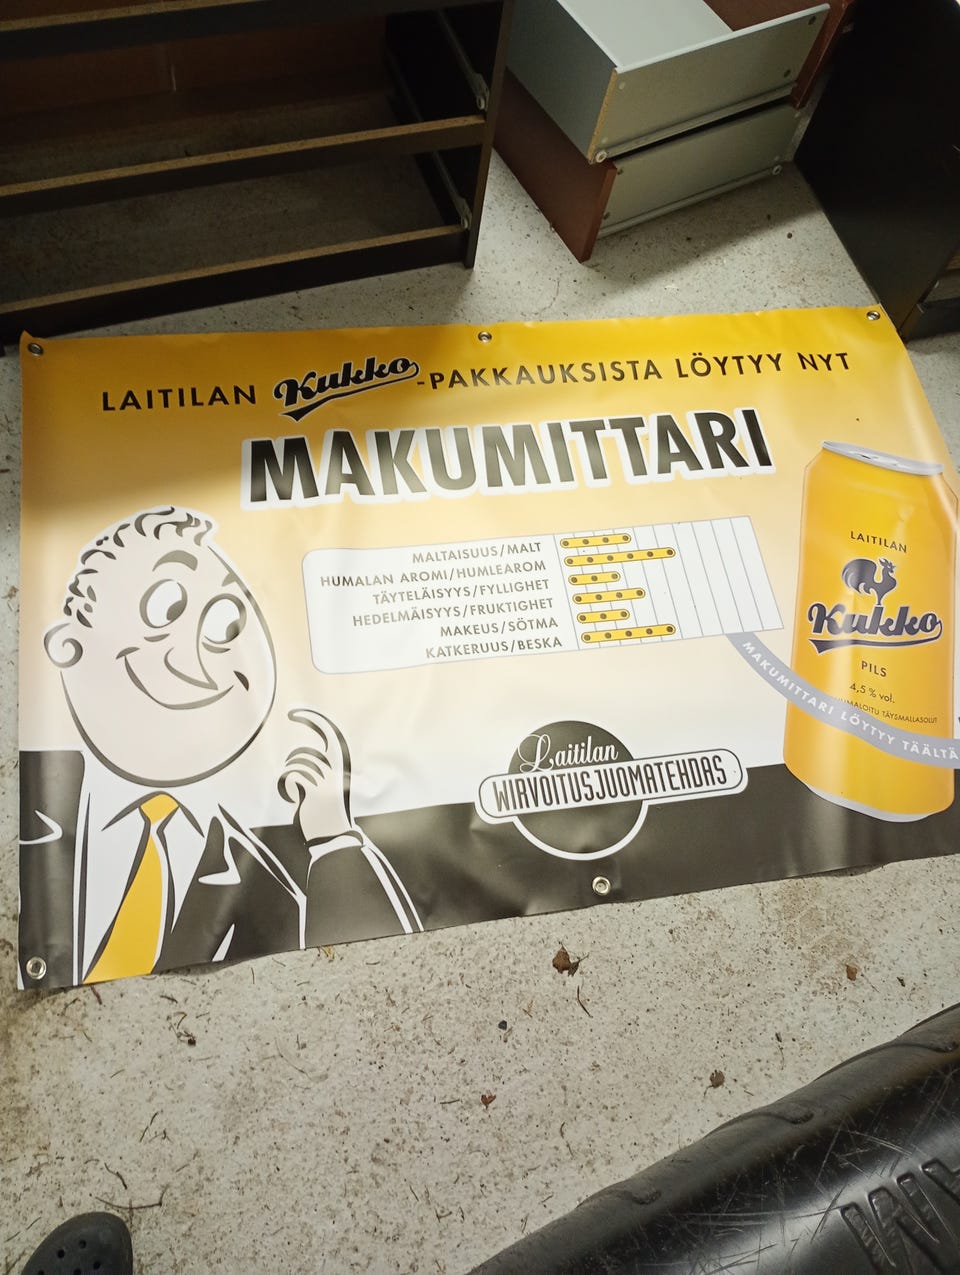 LAITILAN Kukko-PAKKAUKSISTA LÖYTYY NYT
MAKUMITTARI
MALTAISUUS/MALT
HUMALAN AROMI/HUMLEAROM
TÄYTELÄISYYS/FYLLIGHET
HEDELMÄISYYS/FRUKTIGHET
MAKEUS/SÖTMA
KATKERUUS/BESKA
LAITILAN
Kukko
PILS
4,5 % vol.
TÄYSMALLASOLUT
MAKUMITTARI LÖYTYY TÄÄLTÄ
Laitilan
WIRVOITUSJUOMATEHDAS